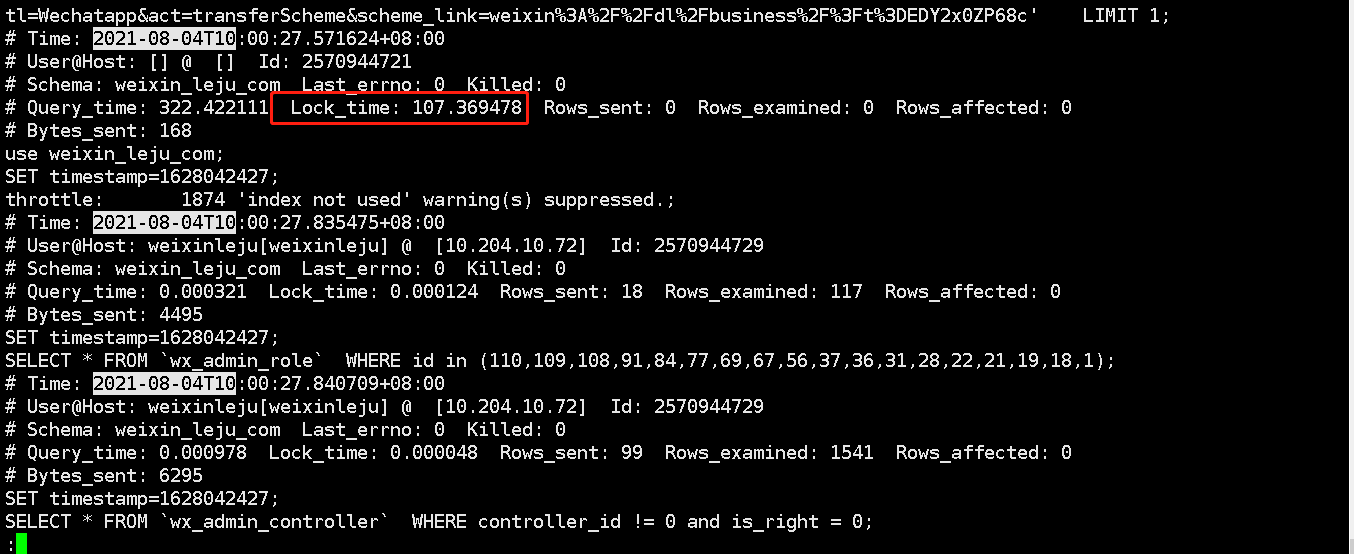 tl=Wechatapp&act=transferScheme&scheme_link=weixin%3A%2F%2Fdl%2Fbusiness%2F%3Ft%3DEDY2x0ZP68c'    LIMIT 1;
# Time: 2021-08-04T10:00:27.571624+08:00
# User@Host: [] @  []  Id: 2570944721
# Schema: weixin_leju_com  Last_errno: 0  Killed: 0
# Query_time: 322.422111  Lock_time: 107.369478  Rows_sent: 0  Rows_examined: 0  Rows_affected: 0
# Bytes_sent: 168
use weixin_leju_com;
SET timestamp=1628042427;
throttle:       1874 'index not used' warning(s) suppressed.;
# Time: 2021-08-04T10:00:27.835475+08:00
# User@Host: weixinleju[weixinleju] @  [10.204.10.72]  Id: 2570944729
# Schema: weixin_leju_com  Last_errno: 0  Killed: 0
# Query_time: 0.000321  Lock_time: 0.000124  Rows_sent: 18  Rows_examined: 117  Rows_affected: 0
# Bytes_sent: 4495
SET timestamp=1628042427;
SELECT * FROM `wx_admin_role`  WHERE id in (110,109,108,91,84,77,69,67,56,37,36,31,28,22,21,19,18,1);
# Time: 2021-08-04T10:00:27.840709+08:00
# User@Host: weixinleju[weixinleju] @  [10.204.10.72]  Id: 2570944729
# Schema: weixin_leju_com  Last_errno: 0  Killed: 0
# Query_time: 0.000978  Lock_time: 0.000048  Rows_sent: 99  Rows_examined: 1541  Rows_affected: 0
# Bytes_sent: 6295
SET timestamp=1628042427;
SELECT * FROM `wx_admin_controller`  WHERE controller_id != 0 and is_right = 0;
: